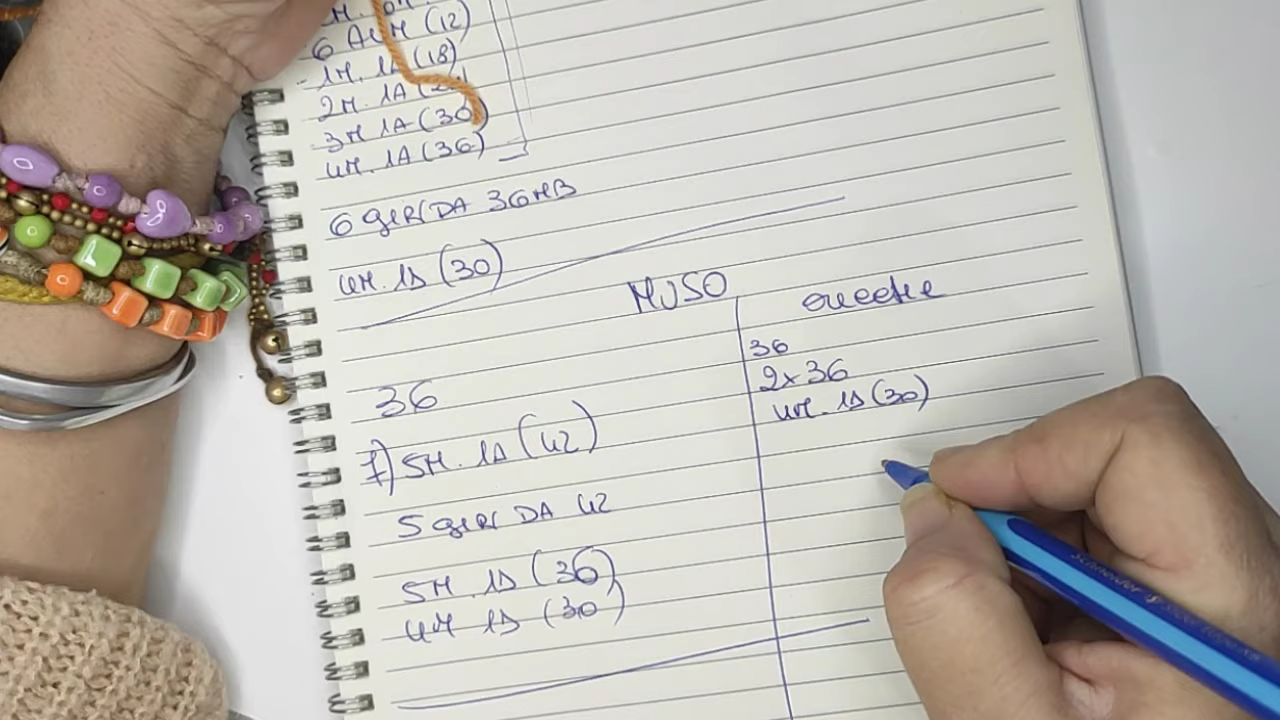 6 AUM (12)
1M. 1A (18)
2M. 1A (
3M 1A (30)
4M. 1A (36)
6 GIRI DA 36 MB
4M. 1D (30)
MUSO
ORECCHIE
36
2x36
4M. 1D (30)
36
7) 5M. 1A (42)
5 GIRI DA 42
5M. 1D (36)
4M 1D (30)
Schneider